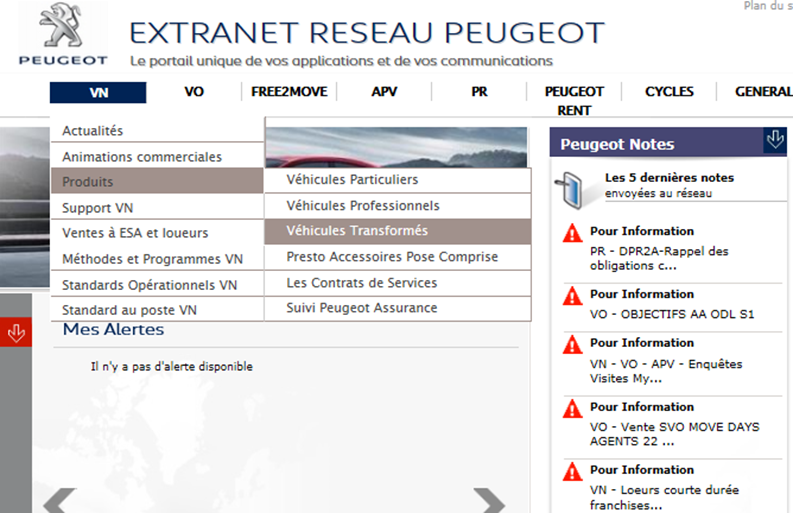 Plan du s
PEUGEOT
EXTRANET RESEAU PEUGEOT
Le portail unique de vos applications et de vos communications
VN
VO
FREE2MOVE
APV
PR
PEUGEOT
RENT
CYCLES
GENERAL
Actualités
Animations commerciales
Produits
Support VN
Ventes à ESA et loueurs
Méthodes et Programmes VN
Standards Opérationnels VN
Standard au poste VN
Véhicules Particuliers
Véhicules Professionnels
Véhicules Transformés
Presto Accessoires Pose Comprise
Les Contrats de Services
Suivi Peugeot Assurance
Mes Alertes
Il n'y a pas d'alerte disponible
Peugeot Notes
Les 5 dernières notes
envoyées au réseau
Pour Information
PR - DPR2A-Rappel des
obligations c...
Pour Information
VO - OBJECTIFS AA ODL S1
Pour Information
VN - VO - APV - Enquêtes
Visites My...
Pour Information
VO - Vente SVO MOVE DAYS
AGENTS 22 ...
Pour Information
VN - Loeurs courte durée
franchises...